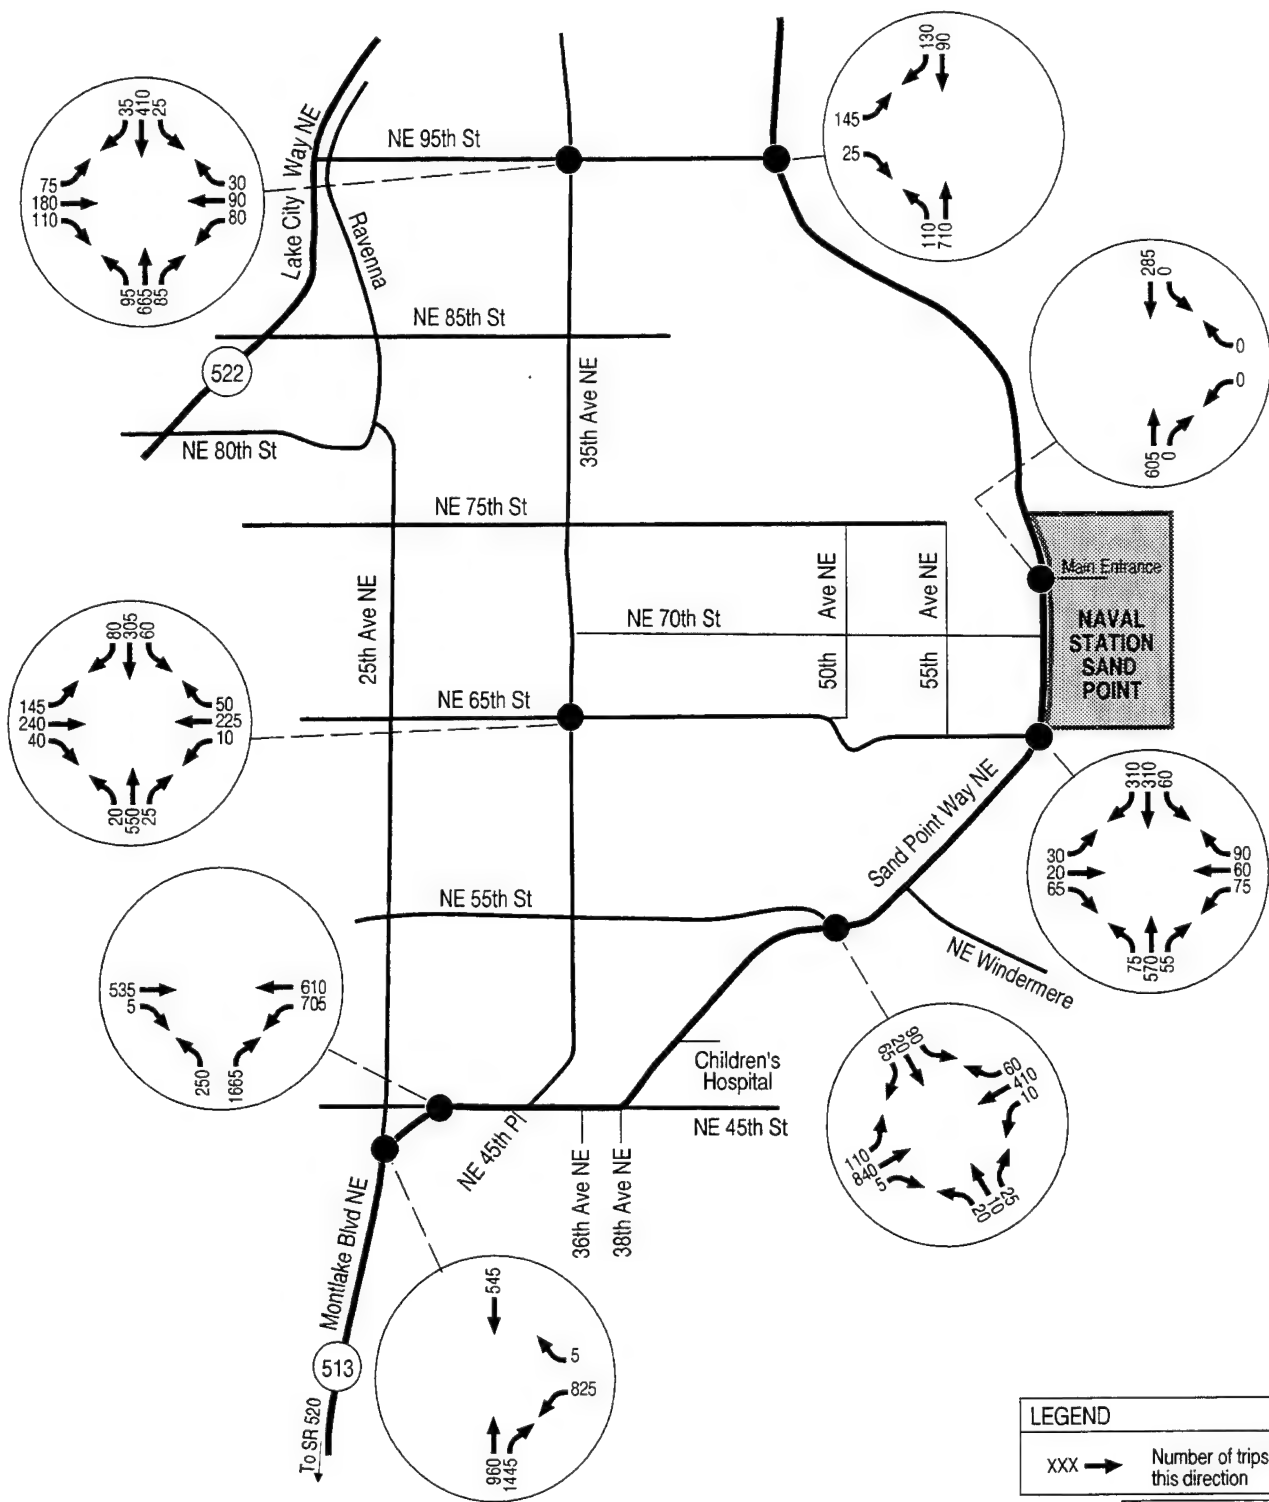 130
90
145
25
110
710
35
410
25
75
180
110
30
90
80
95
665
85
NE 95th St
Lake City Way NE
Ravenna
285
0
0
0
605
0
NE 85th St
522
35th Ave NE
NE 80th St
NE 75th St
Main Entrance
NAVAL
STATION
SAND
POINT
25th Ave NE
50th Ave NE
55th Ave NE
NE 70th St
80
305
60
145
240
40
50
225
10
20
550
25
NE 65th St
310
310
60
30
20
65
90
60
75
75
570
55
Sand Point Way NE
NE 55th St
NE Windermere
535
5
610
705
250
1665
Children's
Hospital
65
20
90
60
410
10
110
840
5
20
10
25
NE 45th St
NE 45th Pl
36th Ave NE
38th Ave NE
Montlake Blvd NE
513
To SR 520
545
5
825
960
1445
LEGEND
XXX Number of trips
this direction